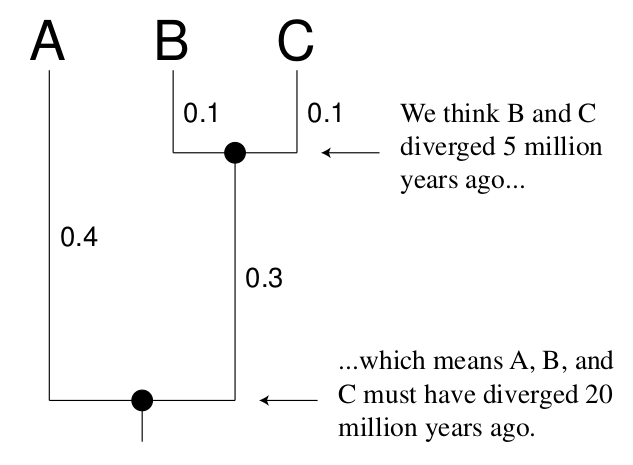 A B C
0.1 0.1
We think B and C
diverged 5 million
years ago...
0.4
0.3
...which means A, B, and
C must have diverged 20
million years ago.